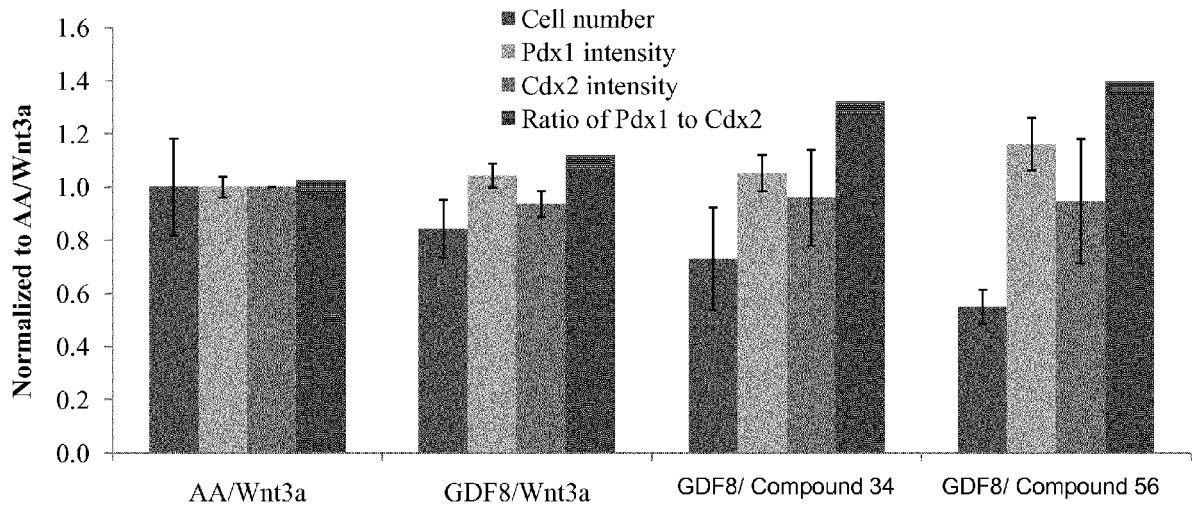 Cell number
Pdx1 intensity
Cdx2 intensity
Ratio of Pdx1 to Cdx2
Normalized to AA/Wnt3a
1.6
1.4
1.2
1.0
0.8
0.6
0.4
0.2
0.0
AA/Wnt3a
GDF8/Wnt3a
GDF8/ Compound 34
GDF8/ Compound 56